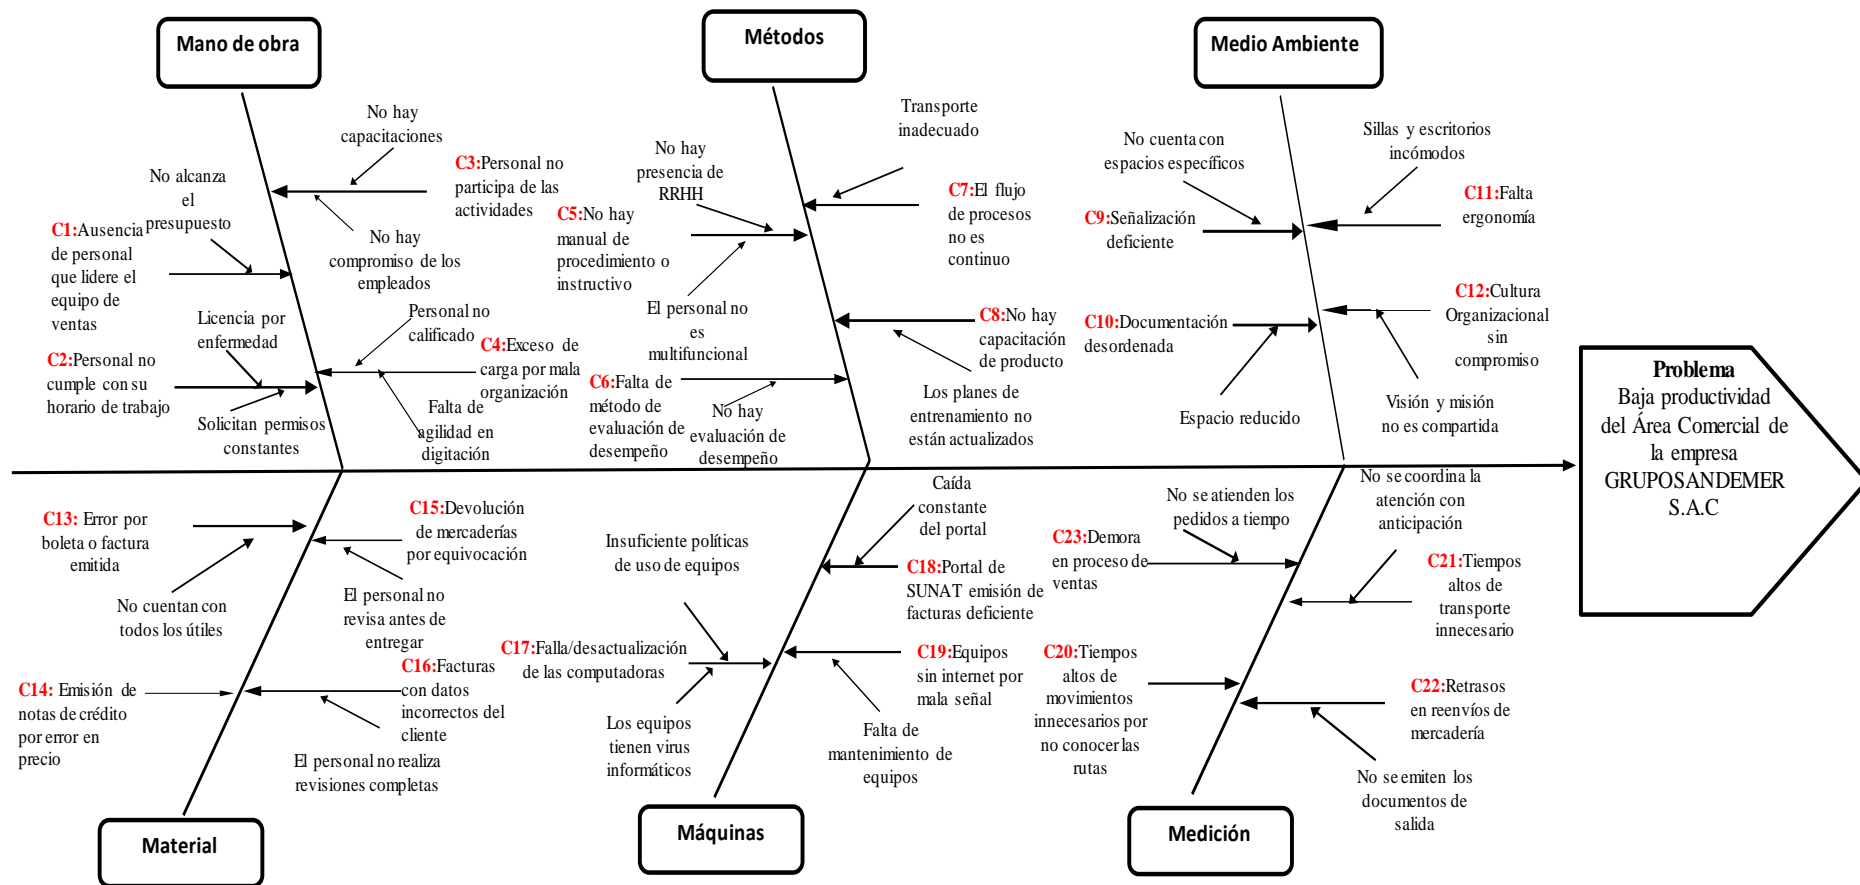 Mano de obra
Métodos
Medio Ambiente
No hay
capacitaciones
C3:Personal no
participa de las
actividades
No alcanza
el
presupuesto
C1:Ausencia
de personal
que lidere el
equipo de
ventas
No hay
compromiso de los
empleados
Licencia por
enfermedad
C2:Personal no
cumple con su
horario de trabajo
Solicitan permisos
constantes
Personal no
calificado
C4:Exceso de
carga por mala
organización
Falta de
agilidad en
digitación
No hay
presencia de
RRHH
C5:No hay
manual de
procedimiento o
instructivo
El personal no
es
multifuncional
C6:Falta de
método de
evaluación de
desempeño
No hay
evaluación de
desempeño
Transporte
inadecuado
C7:El flujo
de procesos
no es
continuo
C8:No hay
capacitación
de producto
Los planes de
entrenamiento no
están actualizados
No cuenta con
espacios específicos
C9:Señalización
deficiente
C10:Documentación
desordenada
Espacio reducido
Sillas y escritorios
incómodos
C11:Falta
ergonomía
C12:Cultura
Organizacional
sin
compromiso
Visión y misión
no es compartida
Problema
Baja productividad
del Área Comercial de
la empresa
GRUPOSANDEMER
S.A.C
C13: Error por
boleta o factura
emitida
No cuentan con
todos los útiles
C14: Emisión de
notas de crédito
por error en
precio
C15:Devolución
de mercaderías
por equivocación
El personal no
revisa antes de
entregar
C16:Facturas
con datos
incorrectos del
cliente
El personal no realiza
revisiones completas
Insuficiente políticas
de uso de equipos
C17:Falla/desactualización
de las computadoras
Los equipos
tienen virus
informáticos
Caída
constante
del portal
C18:Portal de
SUNAT emisión de
facturas deficiente
C19:Equipos
sin internet por
mala señal
Falta de
mantenimiento de
equipos
No se atienden los
pedidos a tiempo
C23:Demora
en proceso de
ventas
C20:Tiempos
altos de
movimientos
innecesarios por
no conocer las
rutas
No se coordina la
atención con
anticipación
C21:Tiempos
altos de
transporte
innecesario
C22:Retrasos
en reenvíos de
mercadería
No se emiten los
documentos de
salida
Material
Máquinas
Medición